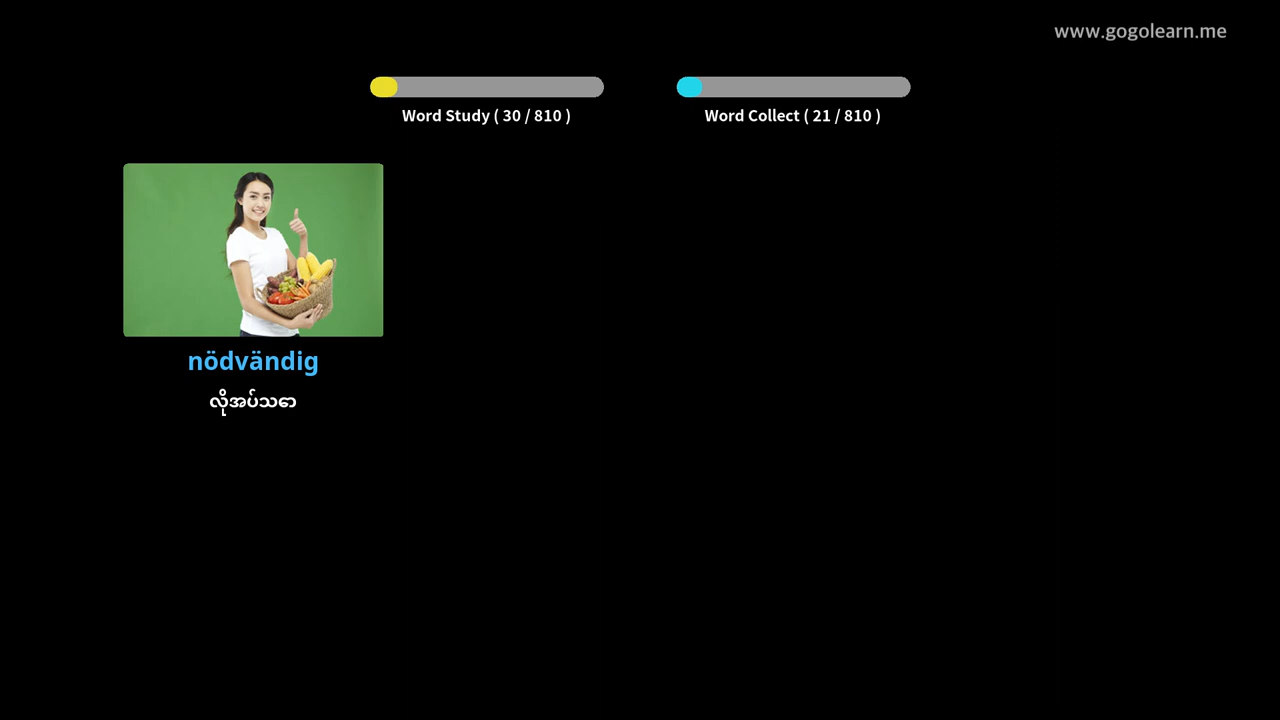 www.gogolearn.me
Word Study ( 30 / 810 )
Word Collect ( 21 / 810 )
nödvändig
လိုအပ်သော